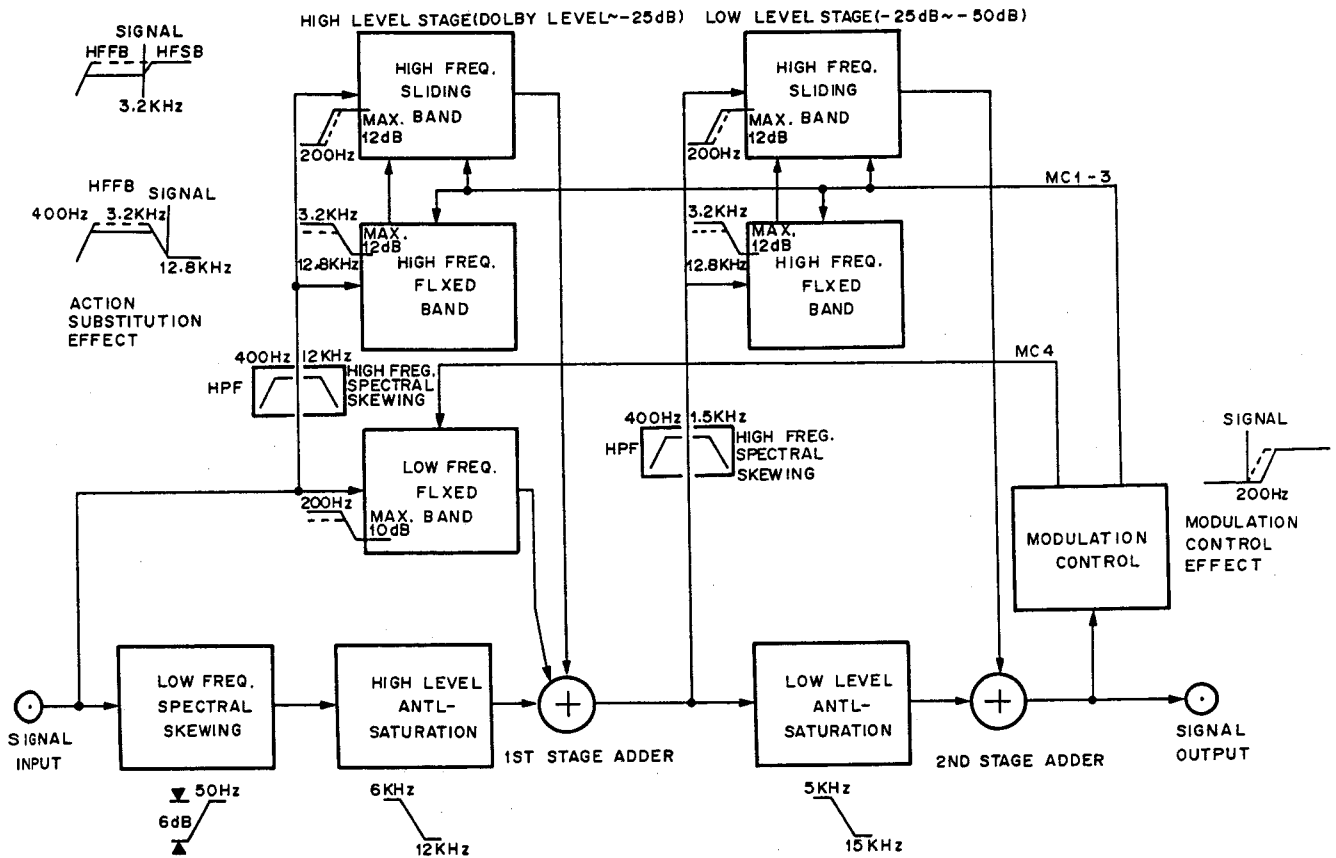 HIGH LEVEL STAGE(DOLBY LEVEL~-25dB)
LOW LEVEL STAGE(-25dB~-50dB)
SIGNAL
HFFB
HFSB
3.2KHz
HIGH FREQ.
SLIDING
BAND
MAX.
12dB
200Hz
HIGH FREQ.
SLIDING
BAND
MAX.
12dB
200Hz
MC1-3
HFFB
SIGNAL
400Hz
3.2KHz
12.8KHz
ACTION
SUBSTITUTION
EFFECT
3.2KHz
MAX.
12dB
12.8KHz
HIGH FREQ.
FLXED
BAND
3.2KHz
MAX.
12dB
12.8KHz
HIGH FREQ.
FLXED
BAND
MC4
400Hz
12KHz
HPF
HIGH FREG.
SPECTRAL
SKEWING
400Hz
1.5KHz
HPF
HIGH FREG.
SPECTRAL
SKEWING
LOW FREQ.
FLXED
BAND
200Hz
MAX.
10dB
SIGNAL
200Hz
MODULATION
CONTROL
EFFECT
MODULATION
CONTROL
SIGNAL
INPUT
LOW FREQ.
SPECTRAL
SKEWING
HIGH LEVEL
ANTL-
SATURATION
+
1ST STAGE ADDER
LOW LEVEL
ANTL-
SATURATION
+
2ND STAGE ADDER
SIGNAL
OUTPUT
50Hz
6dB
6KHz
12KHz
5KHz
15KHz